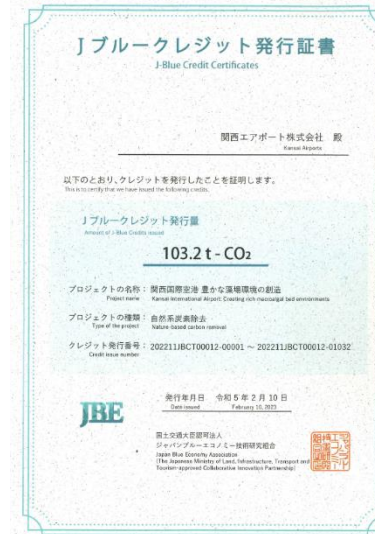 Jブルークレジット発行証書
J-Blue Credit Certificates
関西エアポート株式会社　殿
Kansai Airports
以下のとおり、クレジットを発行したことを証明します。
This is to certify that we have issued the following credits.
Jブルークレジット発行量
Amount of J-Blue Credits issued
103.2 t - CO₂
プロジェクトの名称：関西国際空港 豊かな藻場環境の創造
Project name Kansai International Airport: Creating rich macroalgal bed environments
プロジェクトの種類：自然系炭素除去
Type of the project Nature-based carbon removal
クレジット発行番号：202211JBCT00012-00001 ～ 202211JBCT00012-01032
Credit issue number
発行年月日　令和5年2月10日
Date issued February 10, 2023
JBE
国土交通大臣認可法人
ジャパンブルーエコノミー技術研究組合
Japan Blue Economy Association
(The Japanese Ministry of Land, Infrastructure, Transport and
Tourism-approved Collaborative Innovation Partnership)